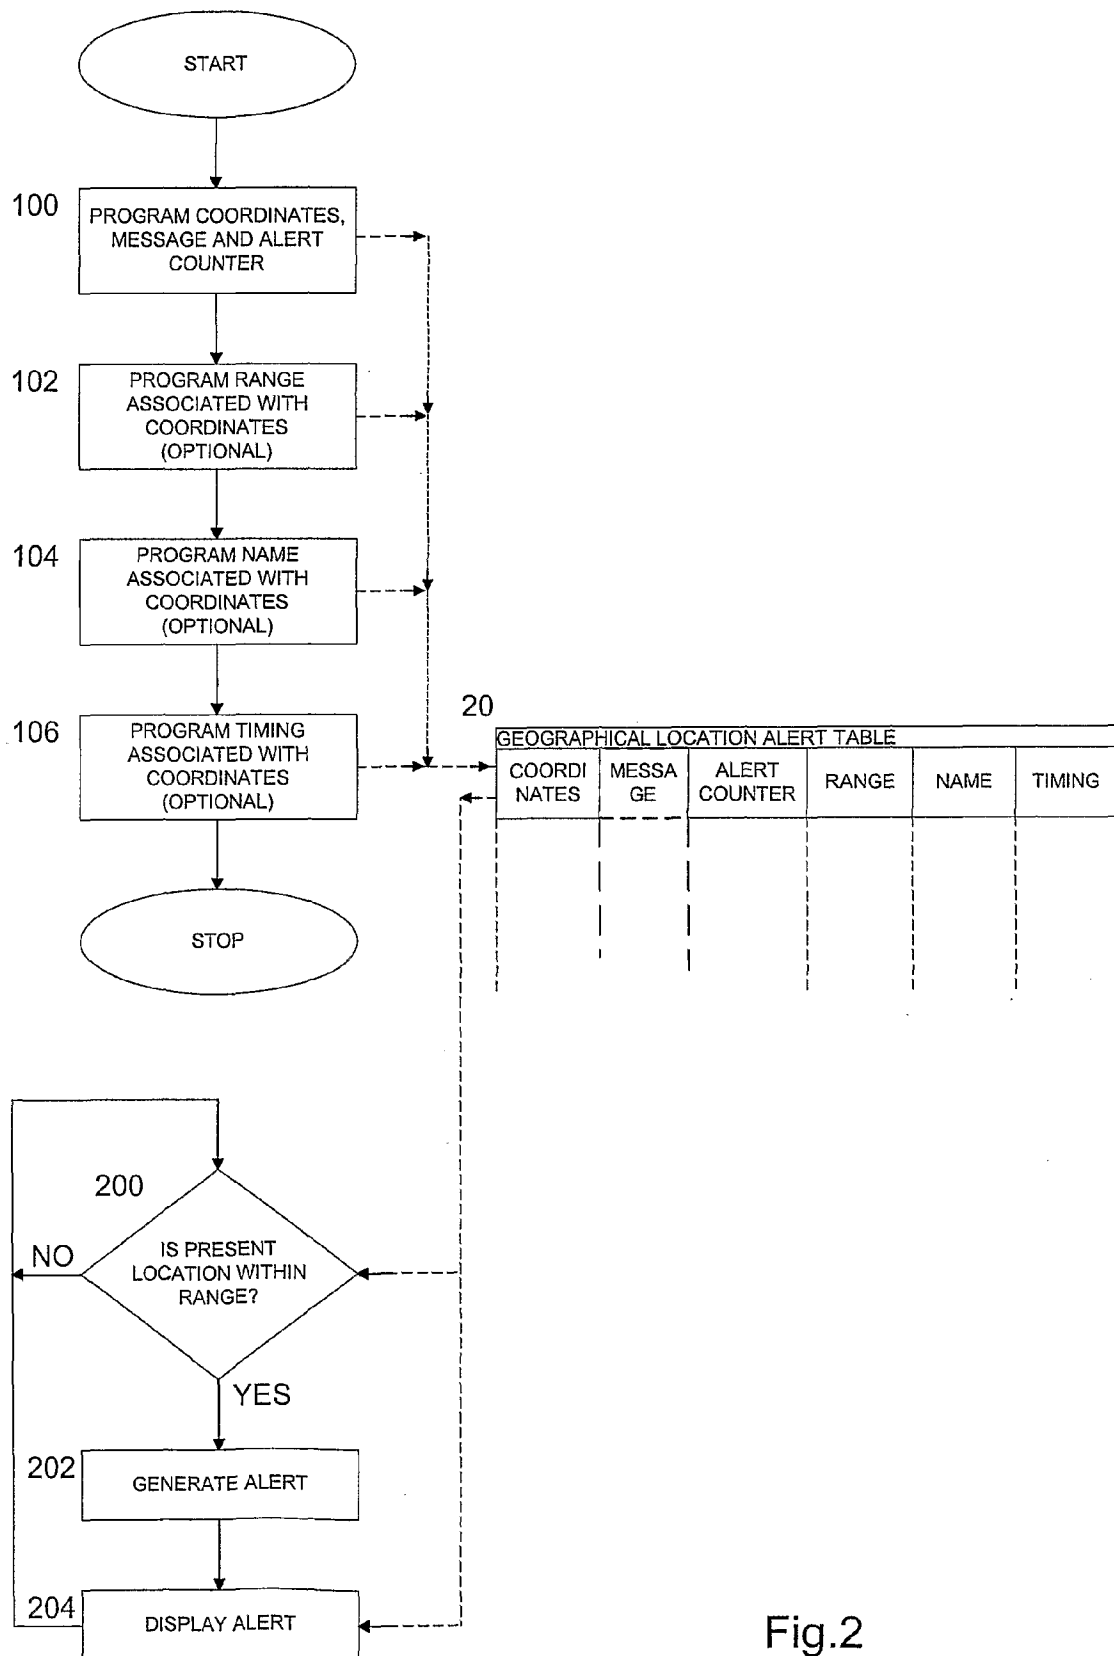 START
100
PROGRAM COORDINATES,
MESSAGE AND ALERT
COUNTER
102
PROGRAM RANGE
ASSOCIATED WITH
COORDINATES
(OPTIONAL)
104
PROGRAM NAME
ASSOCIATED WITH
COORDINATES
(OPTIONAL)
106
PROGRAM TIMING
ASSOCIATED WITH
COORDINATES
(OPTIONAL)
STOP
20
GEOGRAPHICAL LOCATION ALERT TABLE
COORDI
NATES
MESSA
GE
ALERT
COUNTER
RANGE
NAME
TIMING
200
IS PRESENT
LOCATION WITHIN
RANGE?
NO
YES
202
GENERATE ALERT
204
DISPLAY ALERT
Fig.2